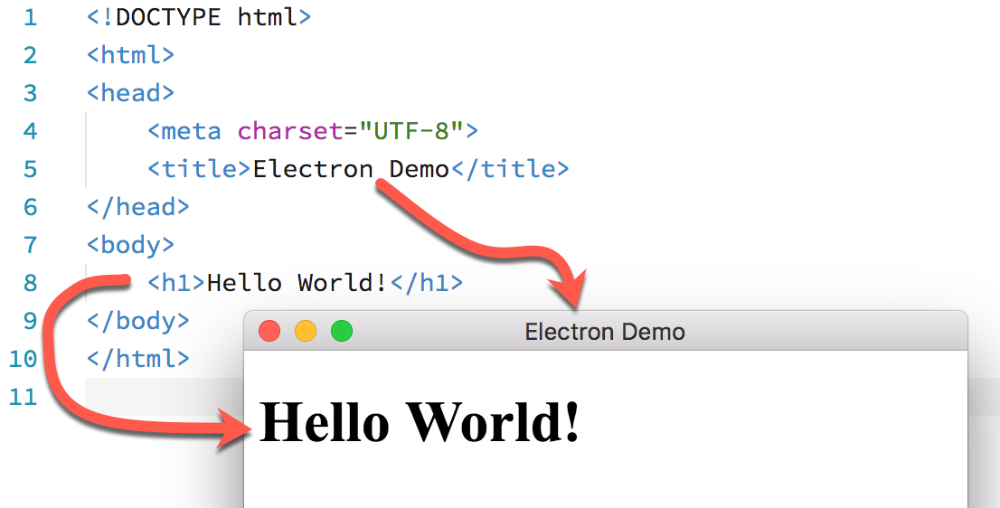 1 <!DOCTYPE html>
2 <html>
3 <head>
4     <meta charset="UTF-8">
5     <title>Electron Demo</title>
6 </head>
7 <body>
8     <h1>Hello World!</h1>
9 </body>
10 </html>
11
Electron Demo
Hello World!